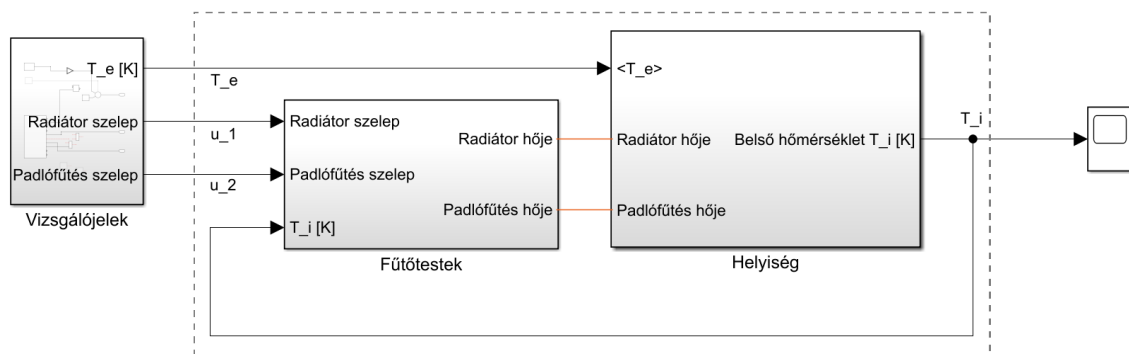 T_e [K]
Radiátor szelep
Padlófűtés szelep
Vizsgálójelek
T_e
u_1
u_2
Radiátor szelep
Padlófűtés szelep
T_i [K]
Radiátor hője
Padlófűtés hője
Fűtőtestek
<T_e>
Radiátor hője
Padlófűtés hője
Belső hőmérséklet T_i [K]
Helyiség
T_i